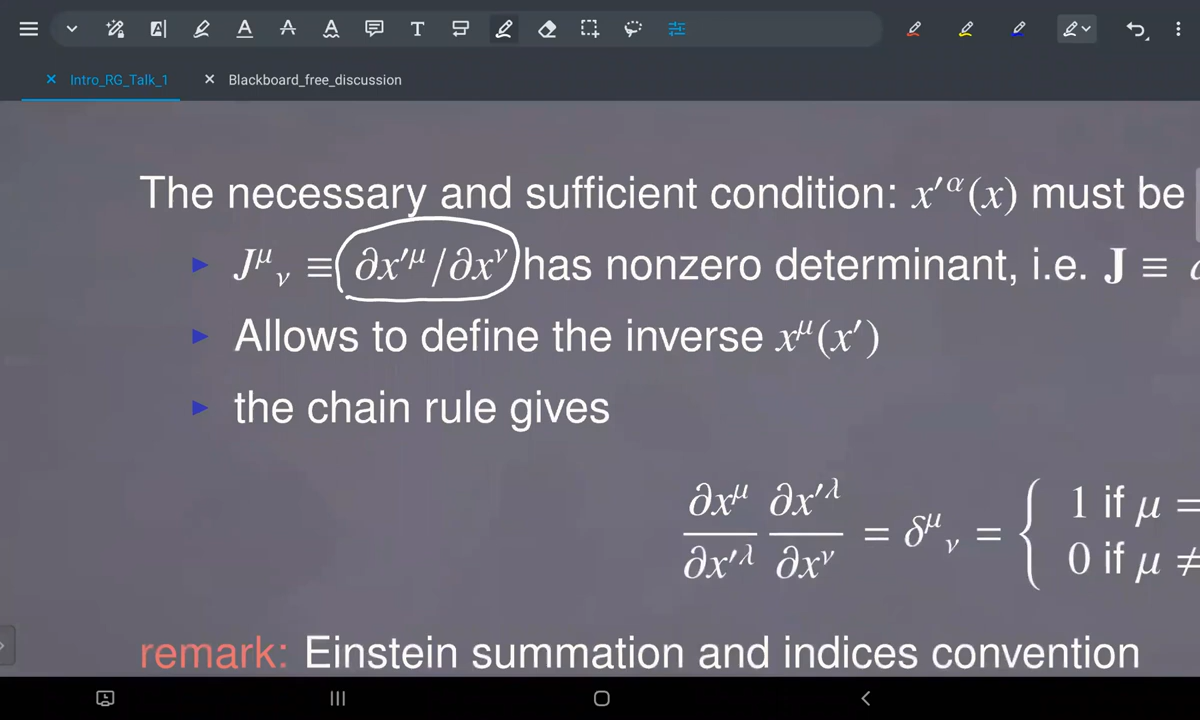 Intro_RG_Talk_1
Blackboard_free_discussion
The necessary and sufficient condition: x′ᵅ(x) must be
J^μ_ν ≡ ∂x′^μ/∂x^ν has nonzero determinant, i.e. J ≡
Allows to define the inverse x^μ(x′)
the chain rule gives
∂x^μ/∂x′^λ ∂x′^λ/∂x^ν = δ^μ_ν = { 1 if μ =
0 if μ ≠
remark: Einstein summation and indices convention